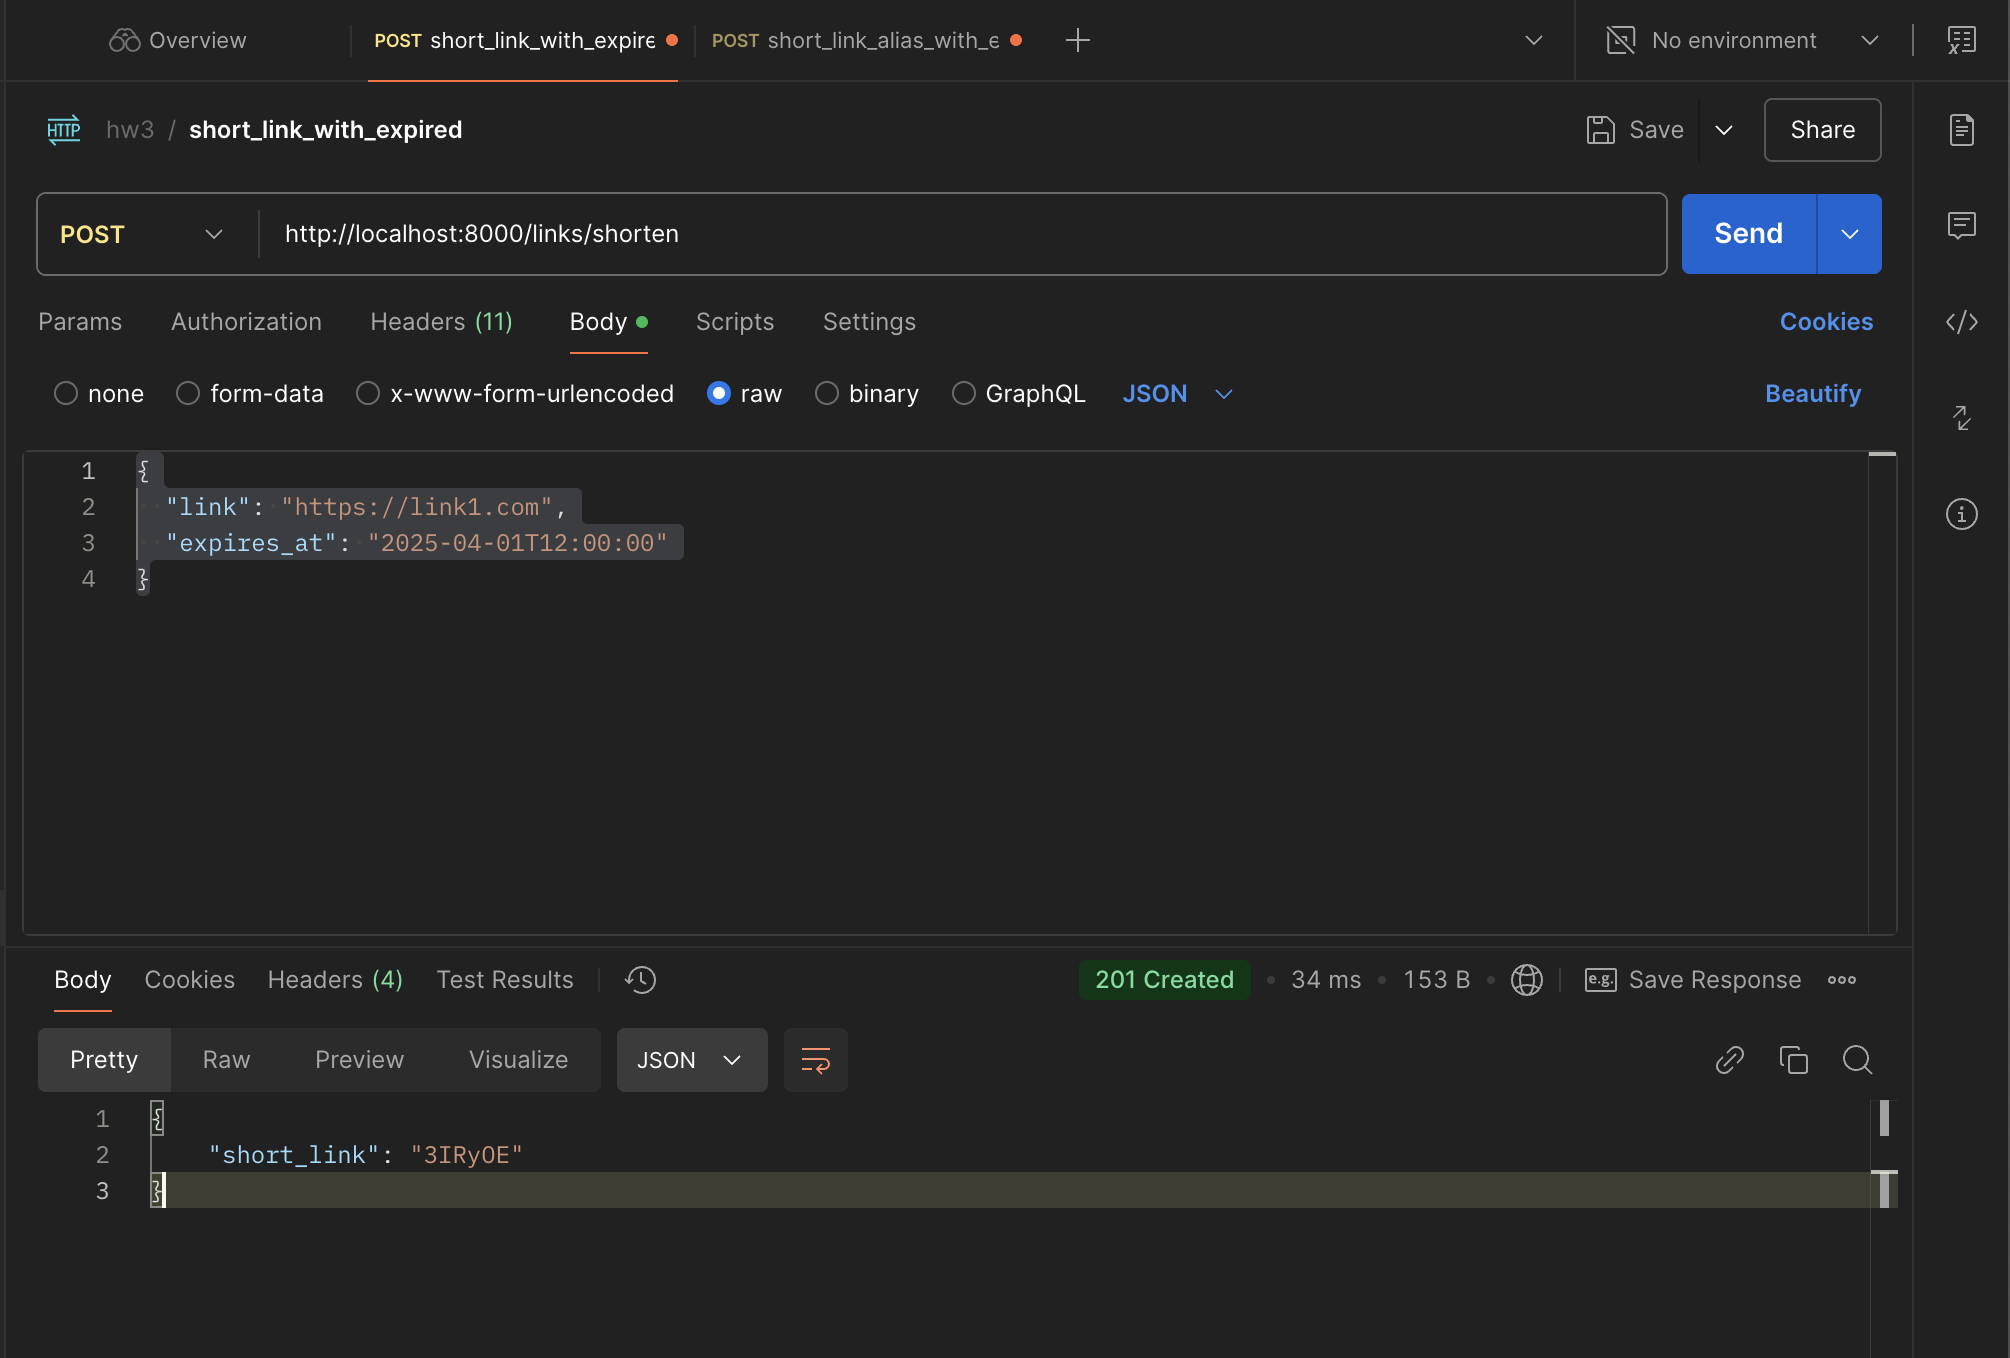 Overview POST short_link_with_expire POST short_link_alias_with_e No environment
HTTP hw3 / short_link_with_expired Save Share
POST http://localhost:8000/links/shorten Send
Params Authorization Headers (11) Body Scripts Settings Cookies
none form-data x-www-form-urlencoded raw binary GraphQL JSON Beautify
1 {
2 "link": "https://link1.com",
3 "expires_at": "2025-04-01T12:00:00"
4 }
Body Cookies Headers (4) Test Results 201 Created • 34 ms • 153 B • e.g. Save Response
Pretty Raw Preview Visualize JSON
1 {
2 "short_link": "3IRyOE"
3 }